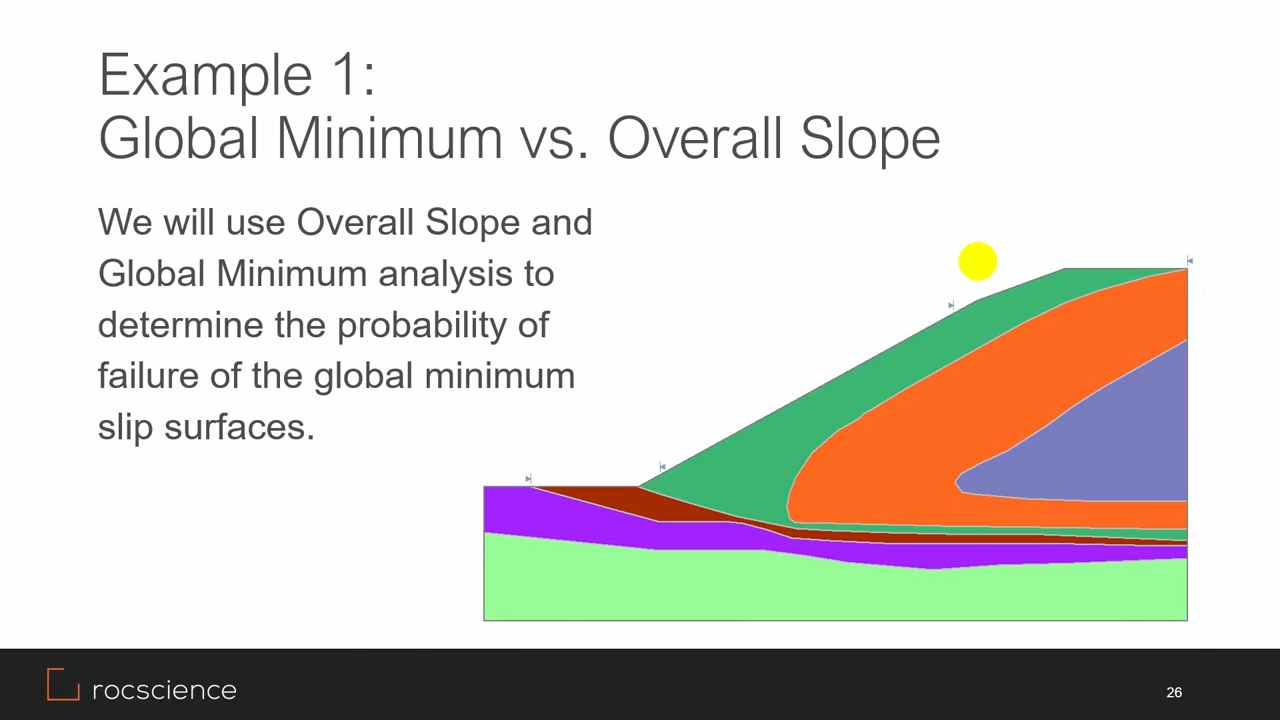 Example 1:
Global Minimum vs. Overall Slope
We will use Overall Slope and
Global Minimum analysis to
determine the probability of
failure of the global minimum
slip surfaces.
rocscience
26